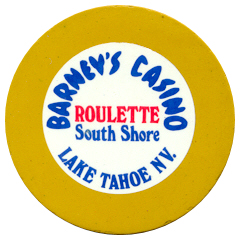 BARNEY'S CASINO
ROULETTE
South Shore
LAKE TAHOE NV.